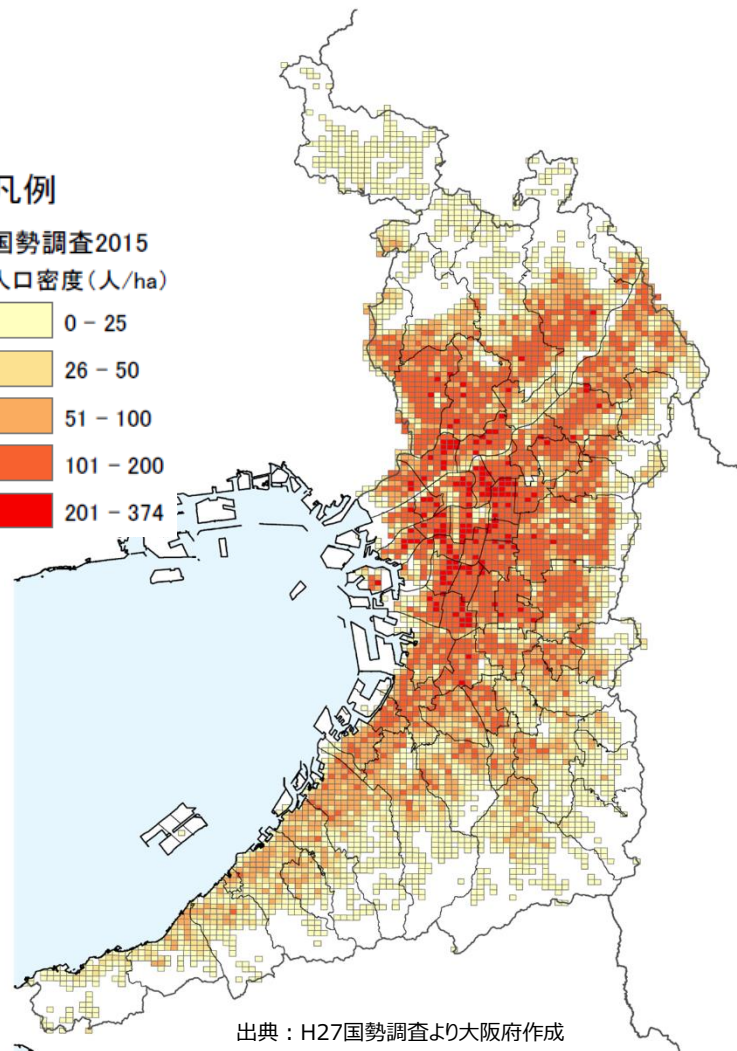 凡例
国勢調査2015
人口密度(人/ha)
0 - 25
26 - 50
51 - 100
101 - 200
201 - 374
出典：H27国勢調査より大阪府作成